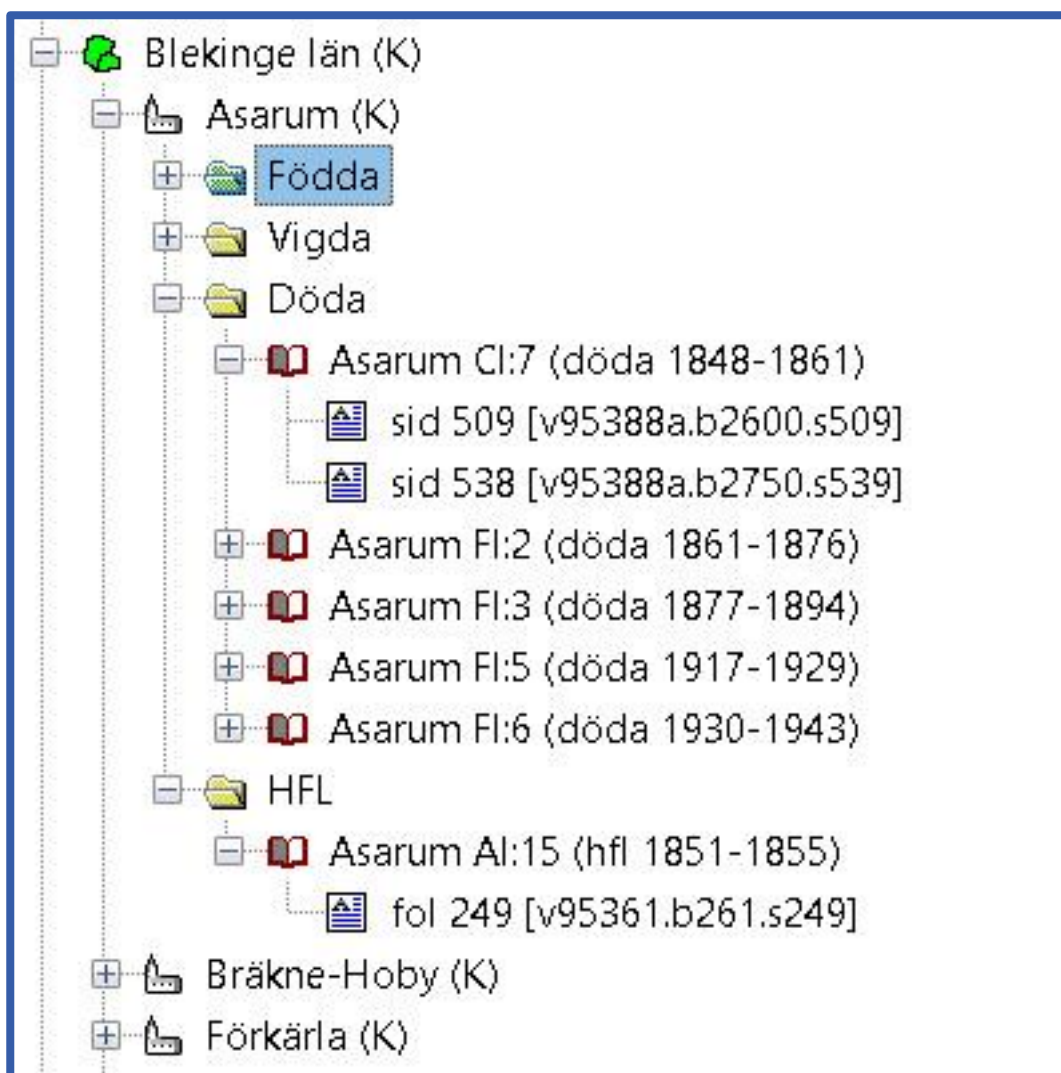 Blekinge län (K)
Asarum (K)
Födda
Vigda
Döda
Asarum CI:7 (döda 1848-1861)
sid 509 [v95388a.b2600.s509]
sid 538 [v95388a.b2750.s539]
Asarum FI:2 (döda 1861-1876)
Asarum FI:3 (döda 1877-1894)
Asarum FI:5 (döda 1917-1929)
Asarum FI:6 (döda 1930-1943)
HFL
Asarum AI:15 (hfl 1851-1855)
fol 249 [v95361.b261.s249]
Bräkne-Hoby (K)
Förkärla (K)